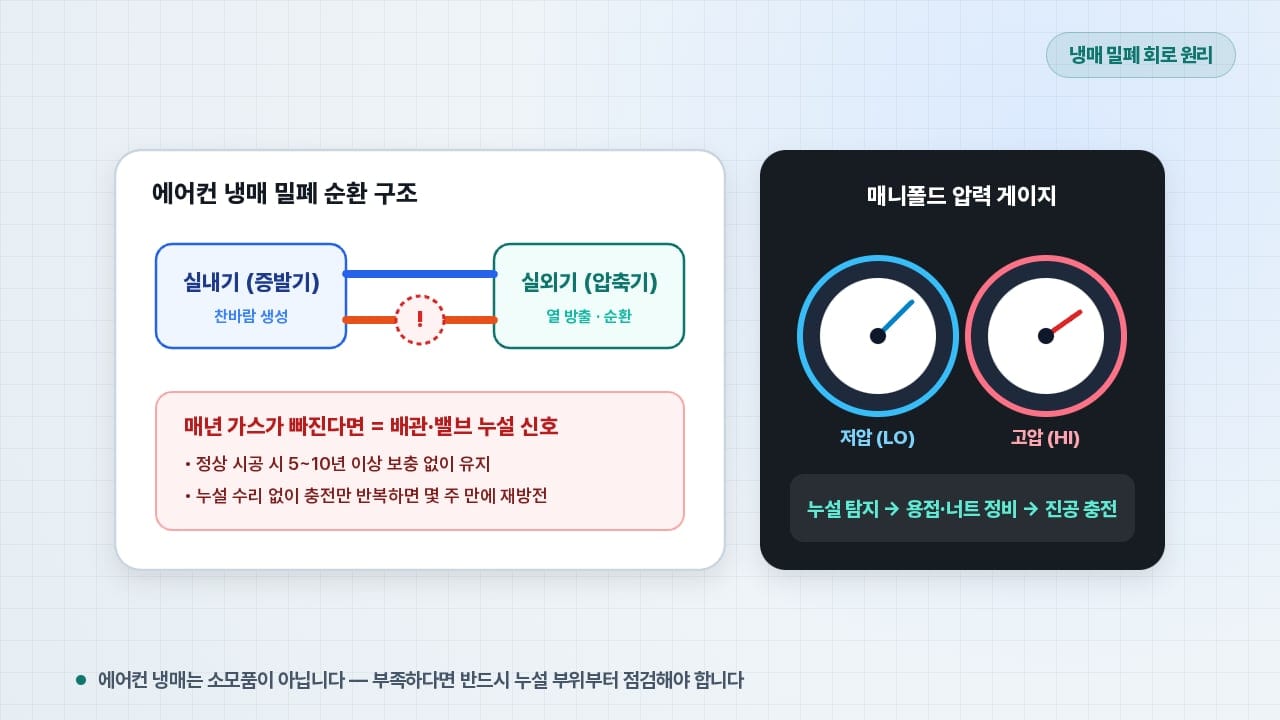 냉매 밀폐 회로 원리
에어컨 냉매 밀폐 순환 구조
실내기 (증발기)
찬바람 생성
!
실외기 (압축기)
열 방출 · 순환
매년 가스가 빠진다면 = 배관·밸브 누설 신호
• 정상 시공 시 5~10년 이상 보충 없이 유지
• 누설 수리 없이 충전만 반복하면 몇 주 만에 재방전
매니폴드 압력 게이지
저압 (LO)
고압 (HI)
누설 탐지 → 용접·너트 정비 → 진공 충전
에어컨 냉매는 소모품이 아닙니다 — 부족하다면 반드시 누설 부위부터 점검해야 합니다